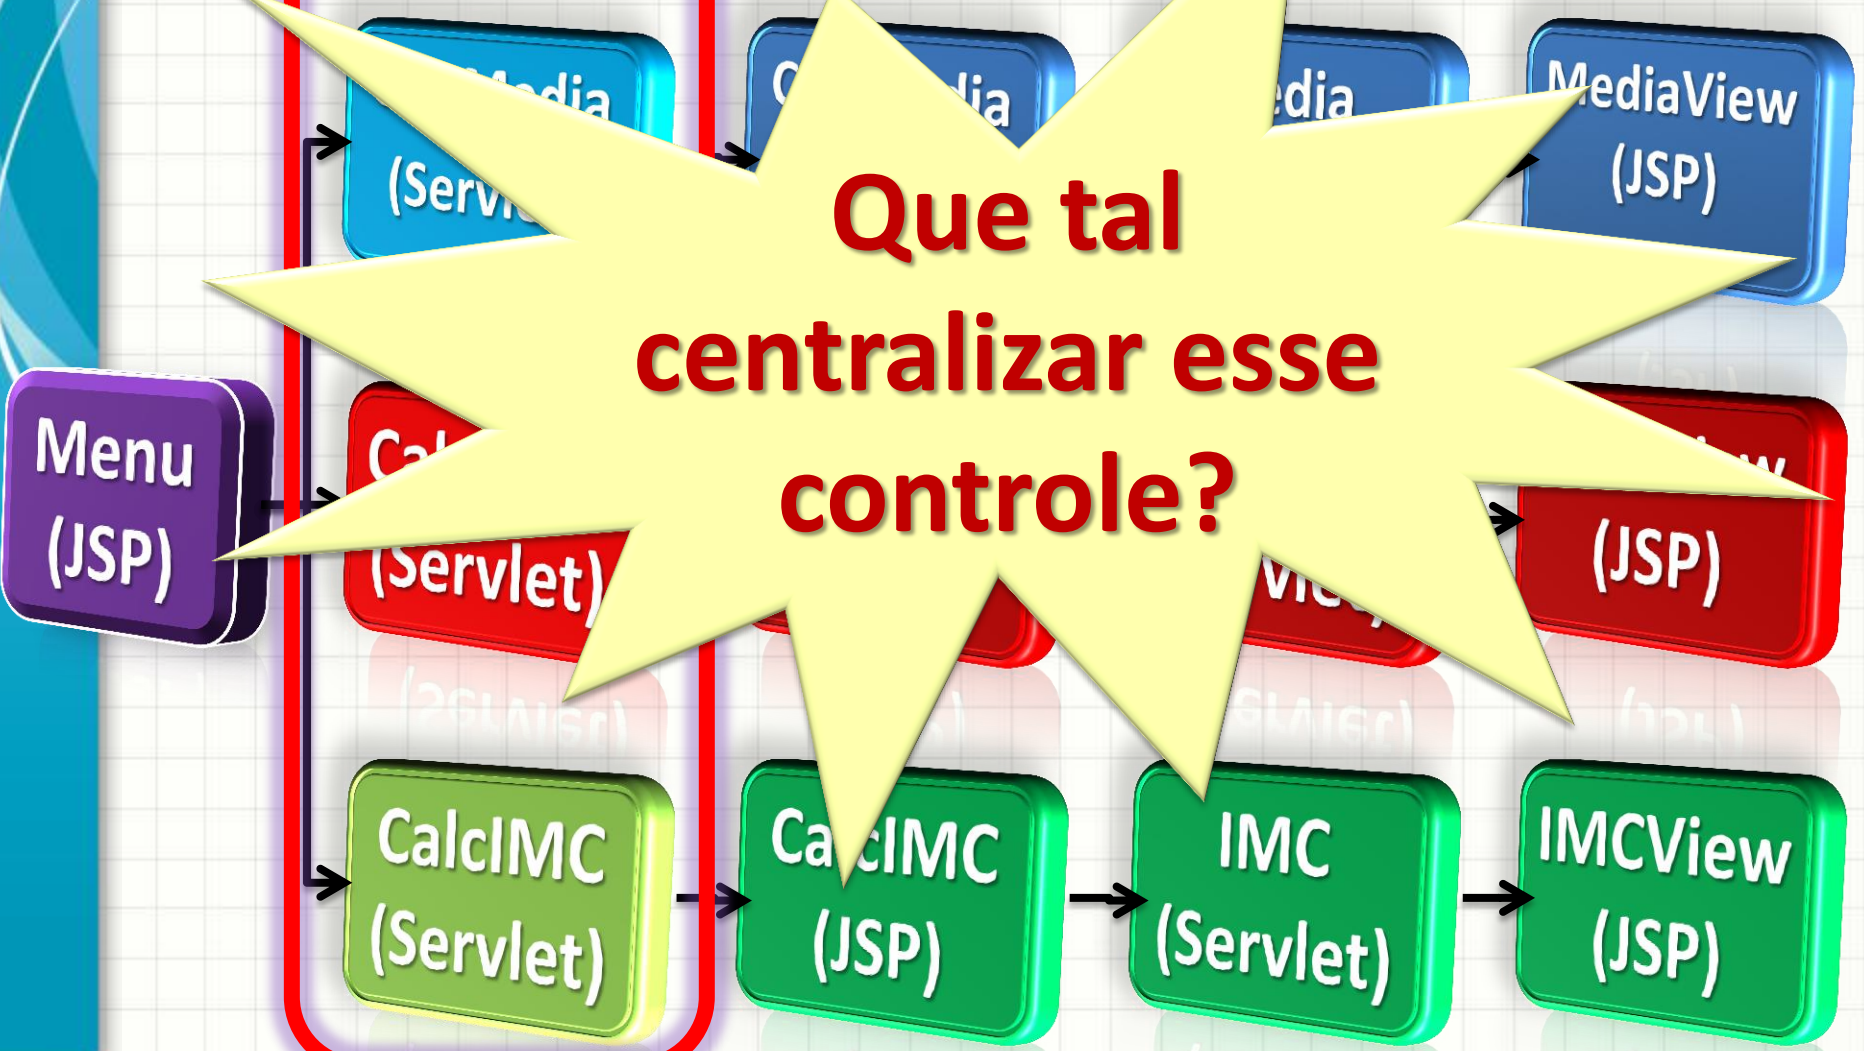 MediaView
(JSP)
Que tal
centralizar esse
controle?
Menu
(JSP)
(Servlet)
(JSP)
CalcIMC
(Servlet)
CalcIMC
(JSP)
IMC
(Servlet)
IMCView
(JSP)